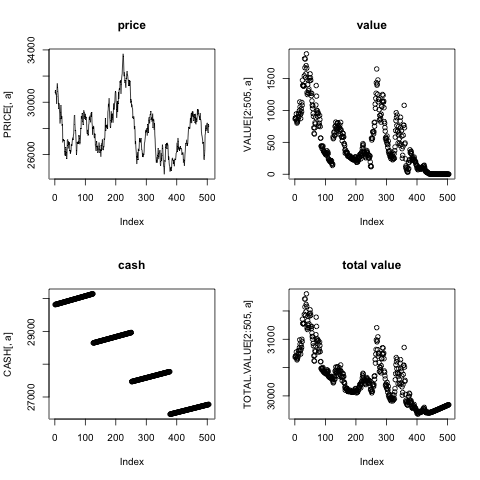 price
PRICE[, a]
34000
30000
26000
0 100 200 300 400 500
Index
value
VALUE[2:505, a]
1500
1000
500
0
0 100 200 300 400 500
Index
cash
CASH[, a]
29000
27000
0 100 200 300 400 500
Index
total value
TOTAL.VALUE[2:505, a]
31000
30000
0 100 200 300 400 500
Index